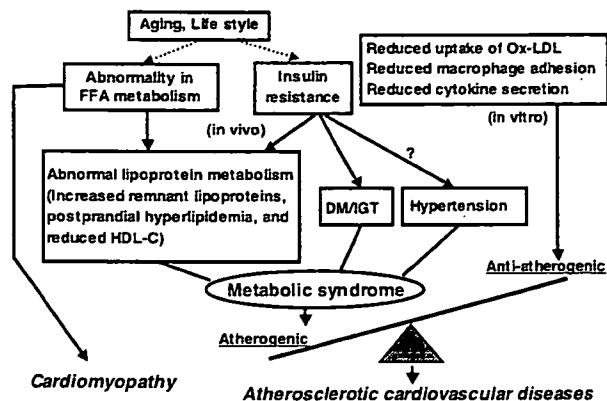 Aging, Life style
Abnormality in
FFA metabolism
Insulin
resistance
Reduced uptake of Ox-LDL
Reduced macrophage adhesion
Reduced cytokine secretion
(in vivo)
(in vitro)
?
Abnormal lipoprotein metabolism
(Increased remnant lipoproteins,
postprandial hyperlipidemia, and
reduced HDL-C)
DM/IGT
Hypertension
Metabolic syndrome
Anti-atherogenic
Atherogenic
Cardiomyopathy
Atherosclerotic cardiovascular diseases